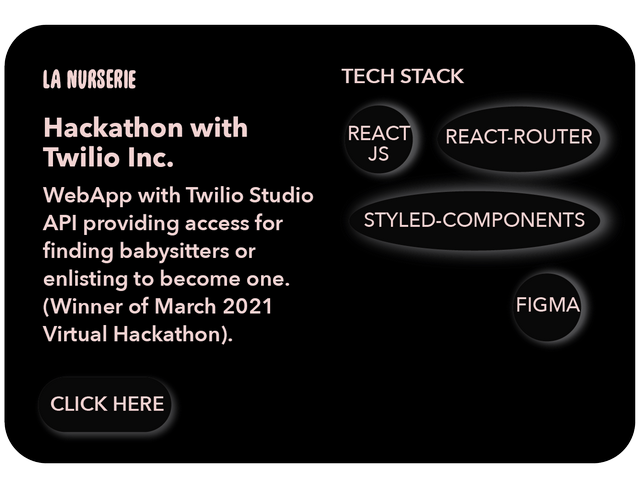 LA NURSERIE
Hackathon with
Twilio Inc.
WebApp with Twilio Studio
API providing access for
finding babysitters or
enlisting to become one.
(Winner of March 2021
Virtual Hackathon).
CLICK HERE
TECH STACK
REACT
JS
REACT-ROUTER
STYLED-COMPONENTS
FIGMA